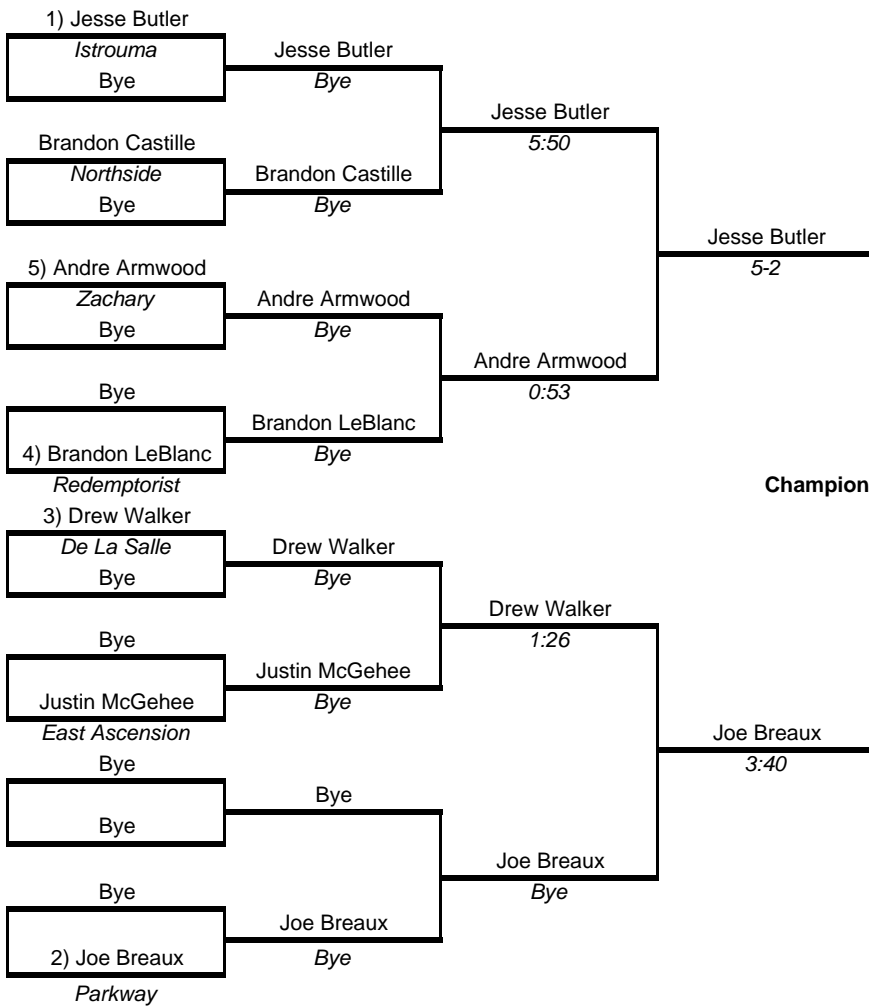 1) Jesse Butler
Istrouma
Jesse Butler
Bye
Bye
Jesse Butler
5:50
Brandon Castille
Northside
Brandon Castille
Bye
Bye
Jesse Butler
5-2
5) Andre Armwood
Zachary
Andre Armwood
Bye
Bye
Andre Armwood
0:53
Bye
Brandon LeBlanc
4) Brandon LeBlanc
Bye
Redemptorist
Champion
3) Drew Walker
De La Salle
Drew Walker
Bye
Bye
Drew Walker
1:26
Bye
Justin McGehee
Justin McGehee
Bye
East Ascension
Joe Breaux
3:40
Bye
Bye
Bye
Joe Breaux
Bye
Bye
Joe Breaux
2) Joe Breaux
Bye
Parkway